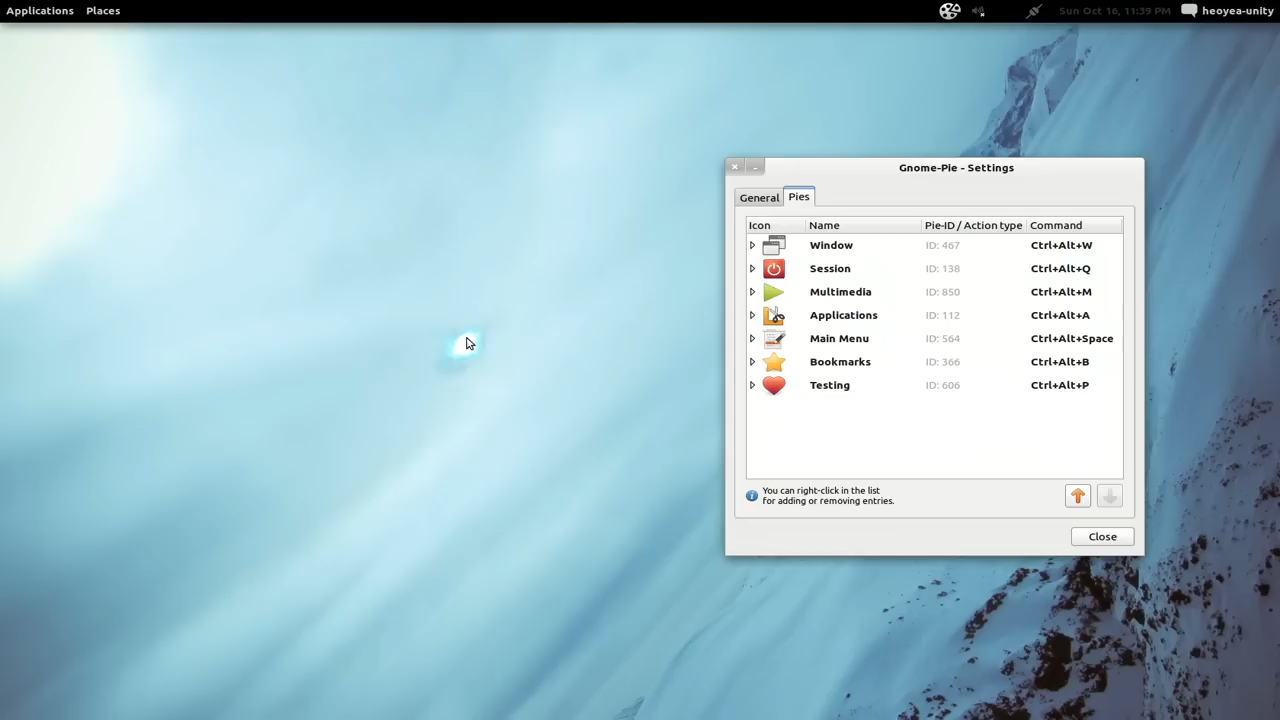 Applications Places Sun Oct 16, 11:39 PM heoyea-unity
Gnome-Pie - Settings
General Pies
Icon Name Pie-ID / Action type Command
Window ID: 467 Ctrl+Alt+W
Session ID: 138 Ctrl+Alt+Q
Multimedia ID: 850 Ctrl+Alt+M
Applications ID: 112 Ctrl+Alt+A
Main Menu ID: 564 Ctrl+Alt+Space
Bookmarks ID: 366 Ctrl+Alt+B
Testing ID: 606 Ctrl+Alt+P
You can right-click in the list
for adding or removing entries.
Close